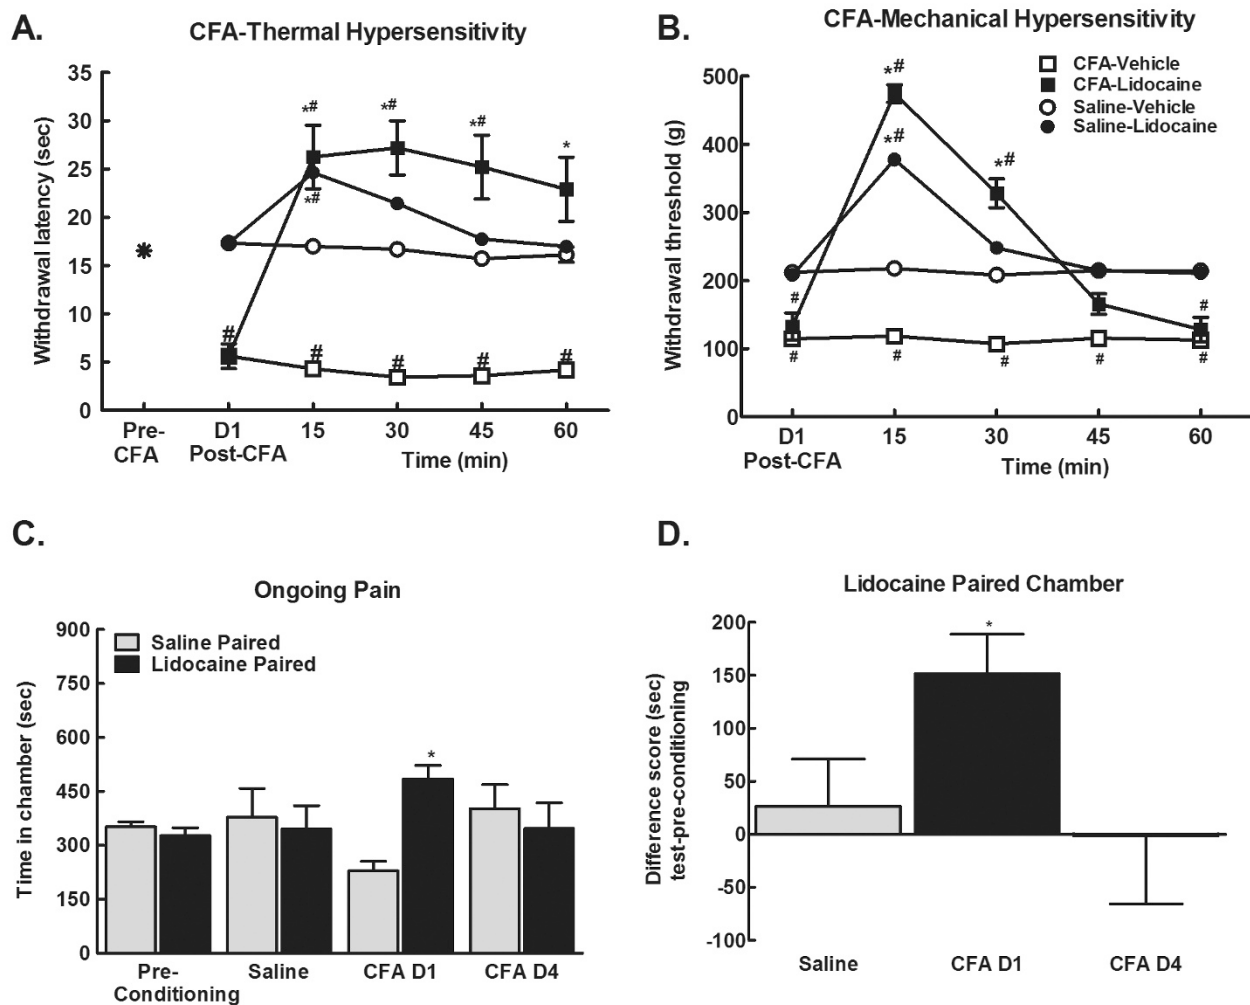 A.
CFA-Thermal Hypersensitivity
Withdrawal latency (sec)
35
30
25
20
15
10
5
0
*# *# *# *
*#
# # # # #
Pre-CFA
D1 Post-CFA
15 30 45 60
Time (min)
B.
CFA-Mechanical Hypersensitivity
CFA-Vehicle
CFA-Lidocaine
Saline-Vehicle
Saline-Lidocaine
Withdrawal threshold (g)
500
400
300
200
100
0
*#
*#
*#
# #
# # # # #
D1 Post-CFA
15 30 45 60
Time (min)
C.
Ongoing Pain
Saline Paired
Lidocaine Paired
Time in chamber (sec)
900
750
600
450
300
150
0
*
Pre-Conditioning
Saline
CFA D1
CFA D4
D.
Lidocaine Paired Chamber
Difference score (sec)
test-pre-conditioning
200
150
100
50
0
-50
-100
*
Saline
CFA D1
CFA D4